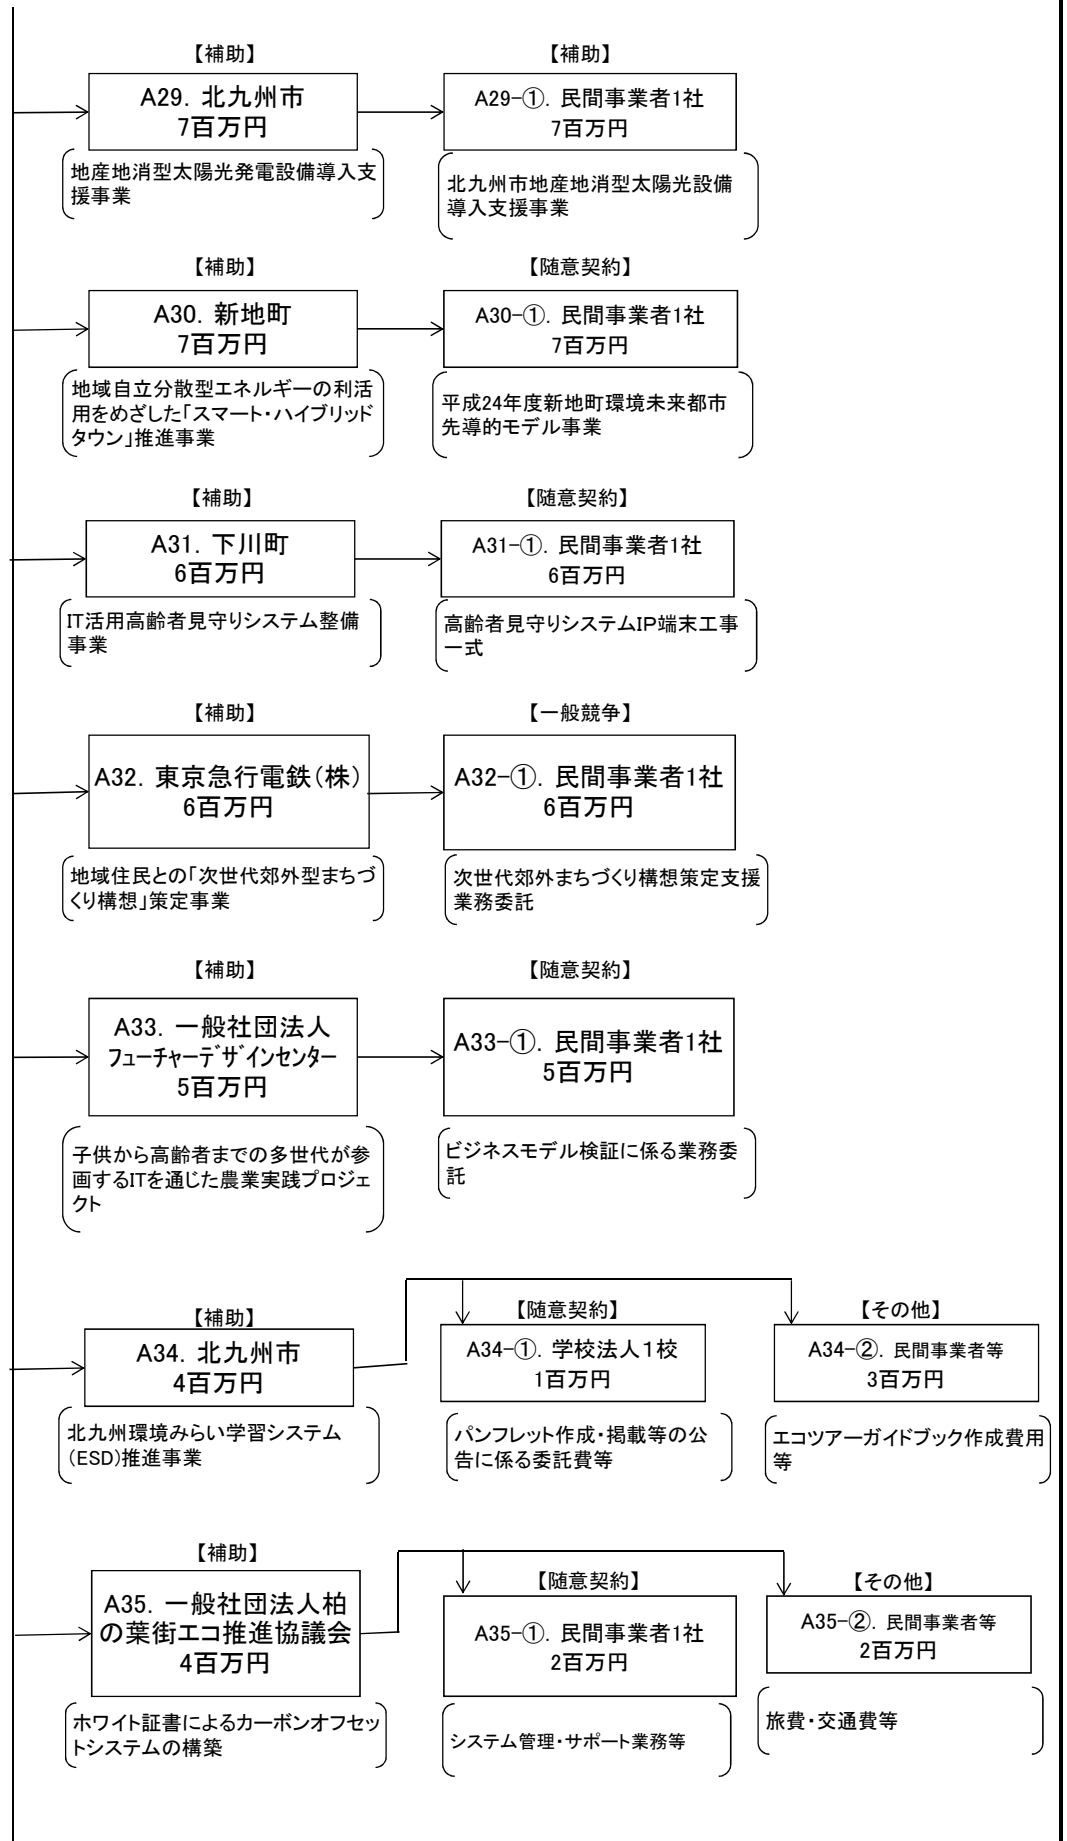 【補助】
【補助】
A29．北九州市
7百万円
A29-①．民間事業者1社
7百万円
地産地消型太陽光発電設備導入支
援事業
北九州市地産地消型太陽光設備
導入支援事業
【補助】
【随意契約】
A30．新地町
7百万円
A30-①．民間事業者1社
7百万円
地域自立分散型エネルギーの利活
用をめざした「スマート・ハイブリッド
タウン」推進事業
平成24年度新地町環境未来都市
先導的モデル事業
【補助】
【随意契約】
A31．下川町
6百万円
A31-①．民間事業者1社
6百万円
IT活用高齢者見守りシステム整備
事業
高齢者見守りシステムIP端末工事
一式
【補助】
【一般競争】
A32．東京急行電鉄（株）
6百万円
A32-①．民間事業者1社
6百万円
地域住民との「次世代郊外型まちづ
くり構想」策定事業
次世代郊外まちづくり構想策定支援
業務委託
【補助】
【随意契約】
A33．一般社団法人
フューチャーデザインセンター
5百万円
A33-①．民間事業者1社
5百万円
子供から高齢者までの多世代が参
画するITを通じた農業実践プロジェ
クト
ビジネスモデル検証に係る業務委
託
【補助】
【随意契約】
【その他】
A34．北九州市
4百万円
A34-①．学校法人１校
1百万円
A34-②．民間事業者等
3百万円
北九州環境みらい学習システム
(ESD)推進事業
パンフレット作成・掲載等の公
告に係る委託費等
エコツアーガイドブック作成費用
等
【補助】
【随意契約】
【その他】
A35．一般社団法人柏
の葉街エコ推進協議会
4百万円
A35-①．民間事業者1社
2百万円
A35-②．民間事業者等
2百万円
ホワイト証書によるカーボンオフセッ
トシステムの構築
システム管理・サポート業務等
旅費・交通費等